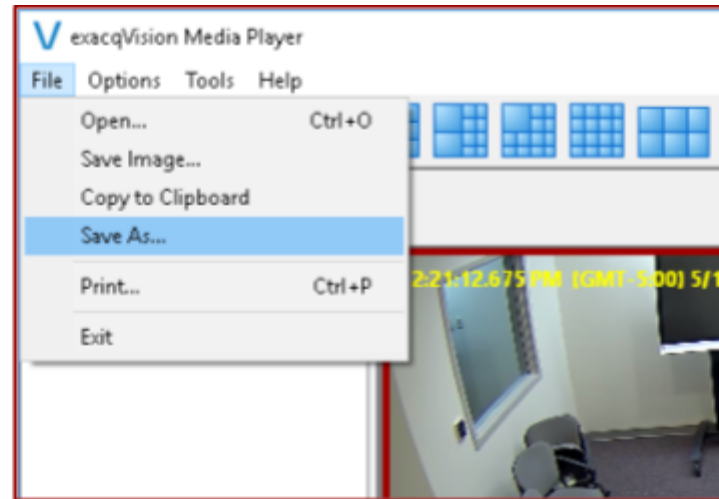 exacqVision Media Player
File Options Tools Help
Open... Ctrl+O
Save Image...
Copy to Clipboard
Save As...
Print... Ctrl+P
Exit
2:21:12.675 PM (GMT-5:00) 5/1